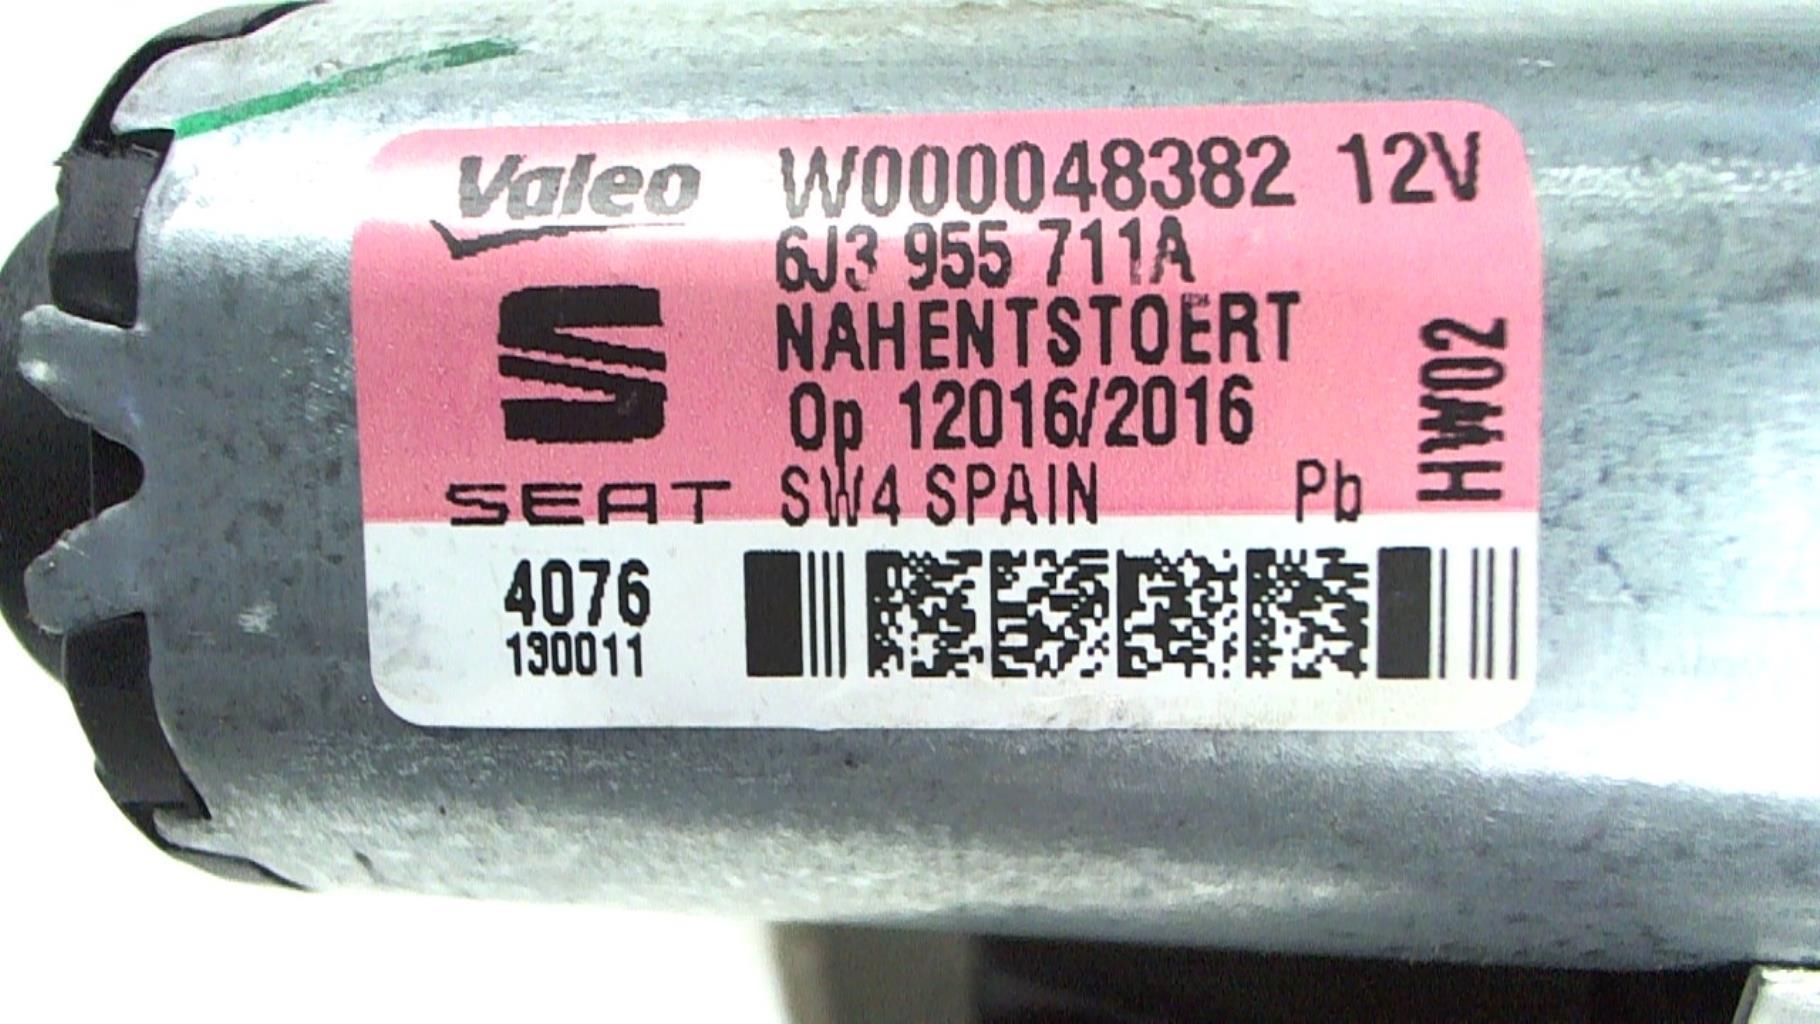 Valeo W000048382 12V
6J3 955 711A
NAHENTSTOERT
Op 12016/2016
SEAT SW4 SPAIN Pb
HW02
4076
130011